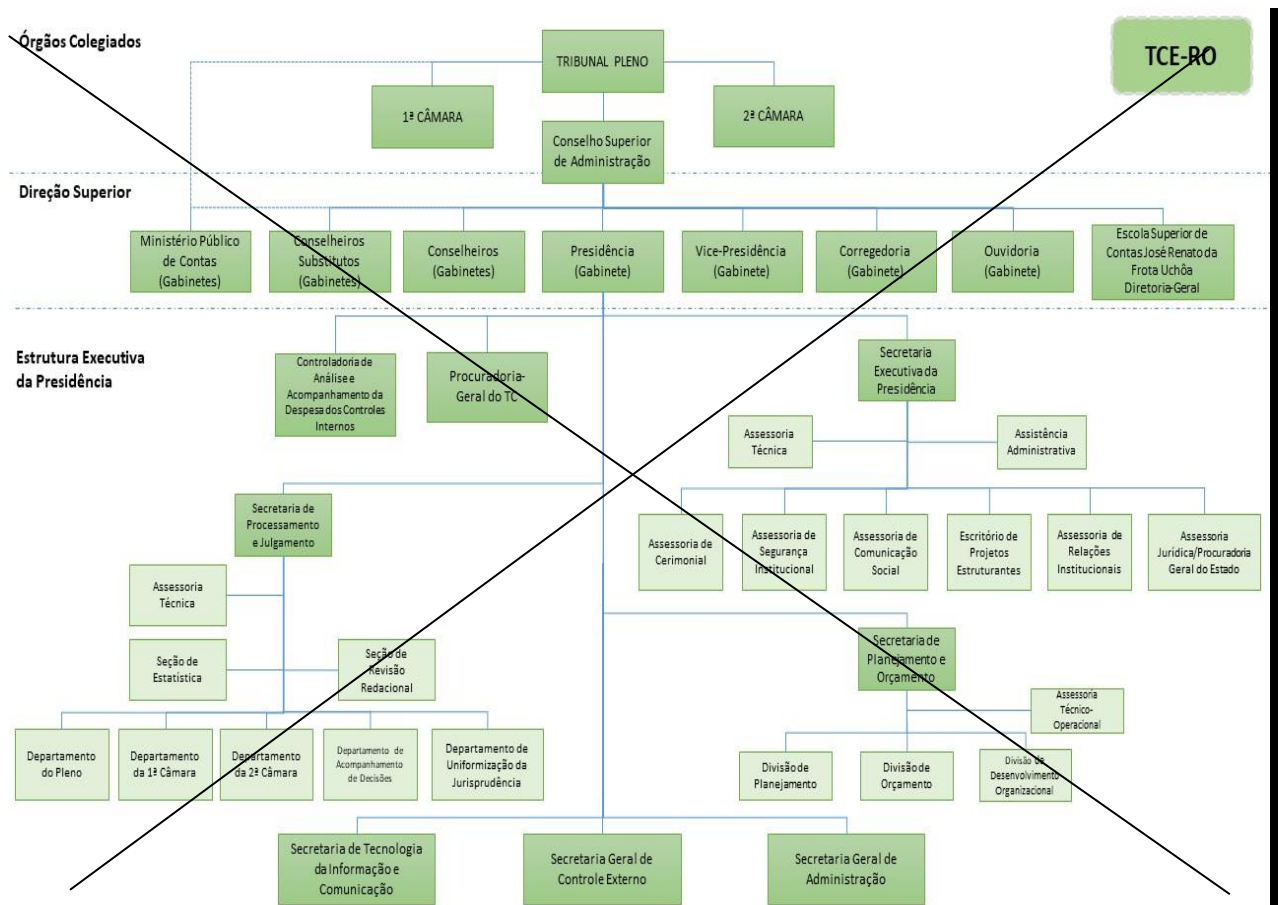 Órgãos Colegiados
TRIBUNAL PLENO
TCE-RO
1ª CÂMARA
2ª CÂMARA
Conselho Superior
de Administração
Direção Superior
Ministério Público
de Contas
(Gabinetes)
Conselheiros
Substitutos
(Gabinetes)
Conselheiros
(Gabinetes)
Presidência
(Gabinete)
Vice-Presidência
(Gabinete)
Corregedoria
(Gabinete)
Ouvidoria
(Gabinete)
Escola Superior de
Contas José Renato da
Frota Uchôa
Diretoria-Geral
Estrutura Executiva
da Presidência
Controladoria de
Análise e
Acompanhamento da
Despesa dos Controles
Internos
Procuradoria-
Geral do TC
Secretaria
Executiva da
Presidência
Assessoria
Técnica
Assistência
Administrativa
Assessoria de
Cerimonial
Assessoria de
Segurança
Institucional
Assessoria de
Comunicação
Social
Escritório de
Projetos
Estruturantes
Assessoria de
Relações
Institucionais
Assessoria
Jurídica/Procuradoria
Geral do Estado
Secretaria de
Processamento
e Julgamento
Assessoria
Técnica
Seção de
Estatística
Seção de
Revisão
Redacional
Departamento
do Pleno
Departamento
da 1ª Câmara
Departamento
da 2ª Câmara
Departamento de
Acompanhamento
de Decisões
Departamento de
Uniformização da
Jurisprudência
Secretaria de
Planejamento e
Orçamento
Assessoria
Técnico-
Operacional
Divisão de
Planejamento
Divisão de
Orçamento
Divisão de
Desenvolvimento
Organizacional
Secretaria de Tecnologia
da Informação e
Comunicação
Secretaria Geral de
Controle Externo
Secretaria Geral de
Administração